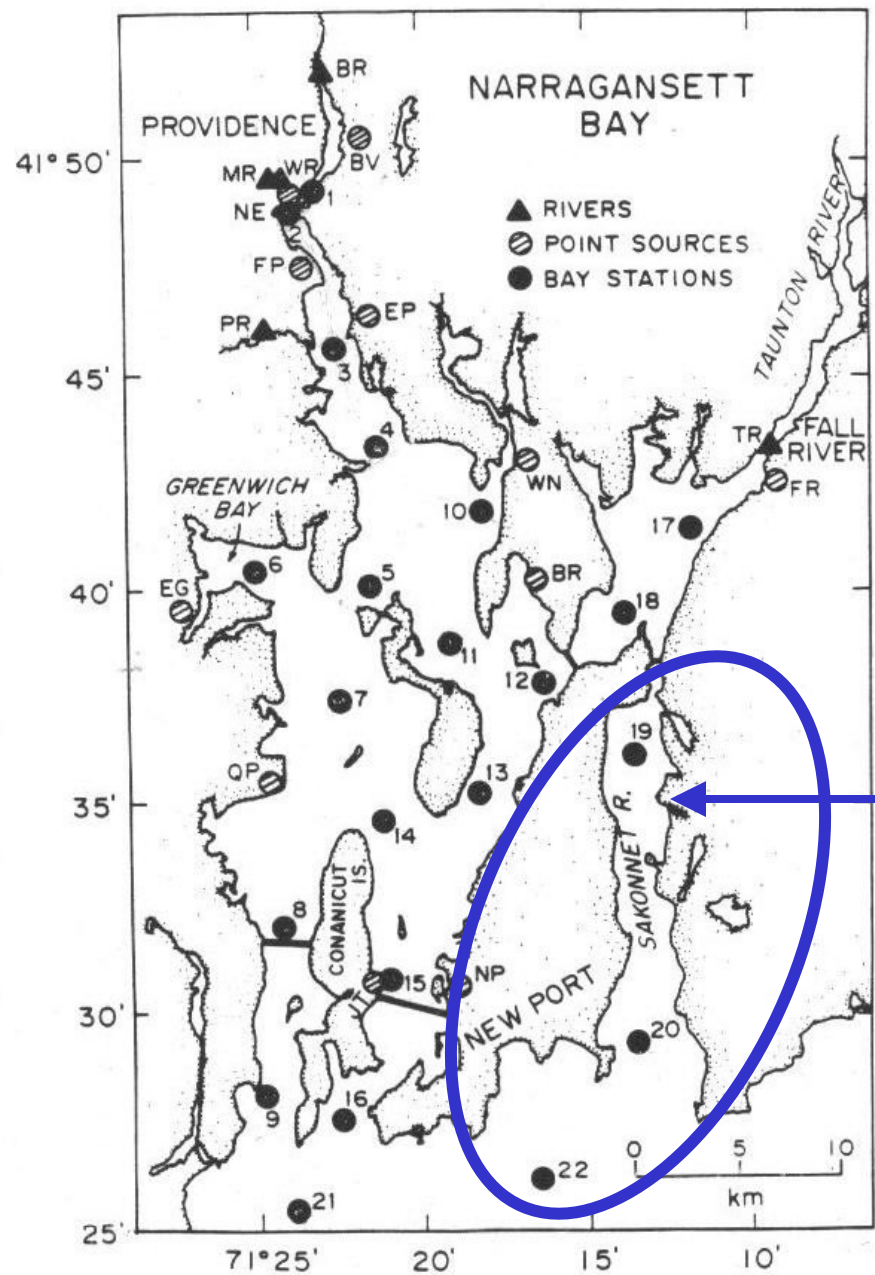 NARRAGANSETT
BAY
BR
PROVIDENCE
BV
41°50'
MR
WR
1
NE
2
RIVERS
POINT SOURCES
BAY STATIONS
FP
EP
PR
3
45'
TAUNTON RIVER
4
TR
FALL
RIVER
FR
WN
GREENWICH
BAY
10
17
6
5
40'
EG
BR
18
11
12
7
19
QP
13
35'
14
SAKONNET R.
CONANICUT
IS.
8
15
NP
JT
30'
NEW PORT
20
9
16
0 5 10
km
22
21
25'
71°25' 20' 15' 10'